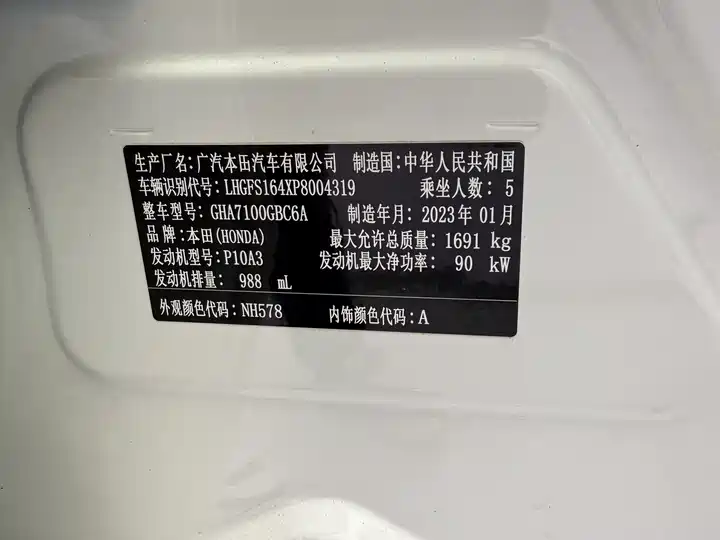 生产厂名:广汽本田汽车有限公司 制造国:中华人民共和国
车辆识别代号:LHGFS164XP8004319 乘坐人数:5
整车型号:GHA7100GBC6A 制造年月:2023年01月
品牌:本田(HONDA) 最大允许总质量:1691 kg
发动机型号:P10A3 发动机最大净功率:90 kW
发动机排量:988 mL
外观颜色代码:NH578 内饰颜色代码:A